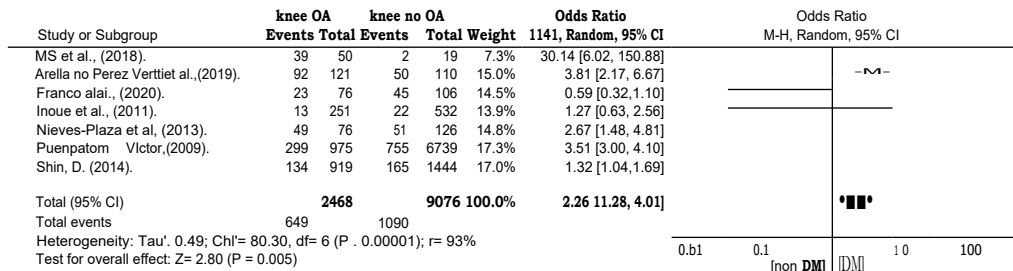 knee OA knee no OA Odds Ratio Odds Ratio
Study or Subgroup Events Total Events Total Weight 1141, Random, 95% CI M-H, Random, 95% CI
MS et al., (2018). 39 50 2 19 7.3% 30.14 [6.02, 150.88]
Arella no Perez Verttiet al.,(2019). 92 121 50 110 15.0% 3.81 [2.17, 6.67]
Franco alai., (2020). 23 76 45 106 14.5% 0.59 [0.32,1.10]
Inoue et al., (2011). 13 251 22 532 13.9% 1.27 [0.63, 2.56]
Nieves-Plaza et al, (2013). 49 76 51 126 14.8% 2.67 [1.48, 4.81]
Puenpatom VIctor,(2009). 299 975 755 6739 17.3% 3.51 [3.00, 4.10]
Shin, D. (2014). 134 919 165 1444 17.0% 1.32 [1.04,1.69]
Total (95% CI) 2468 9076 100.0% 2.26 11.28, 4.01]
Total events 649 1090
Heterogeneity: Tau'. 0.49; Chl'= 80.30, df= 6 (P . 0.00001); r= 93%
Test for overall effect: Z= 2.80 (P = 0.005)
0.b1 0.1 1 0 100
[non DM] [DM]